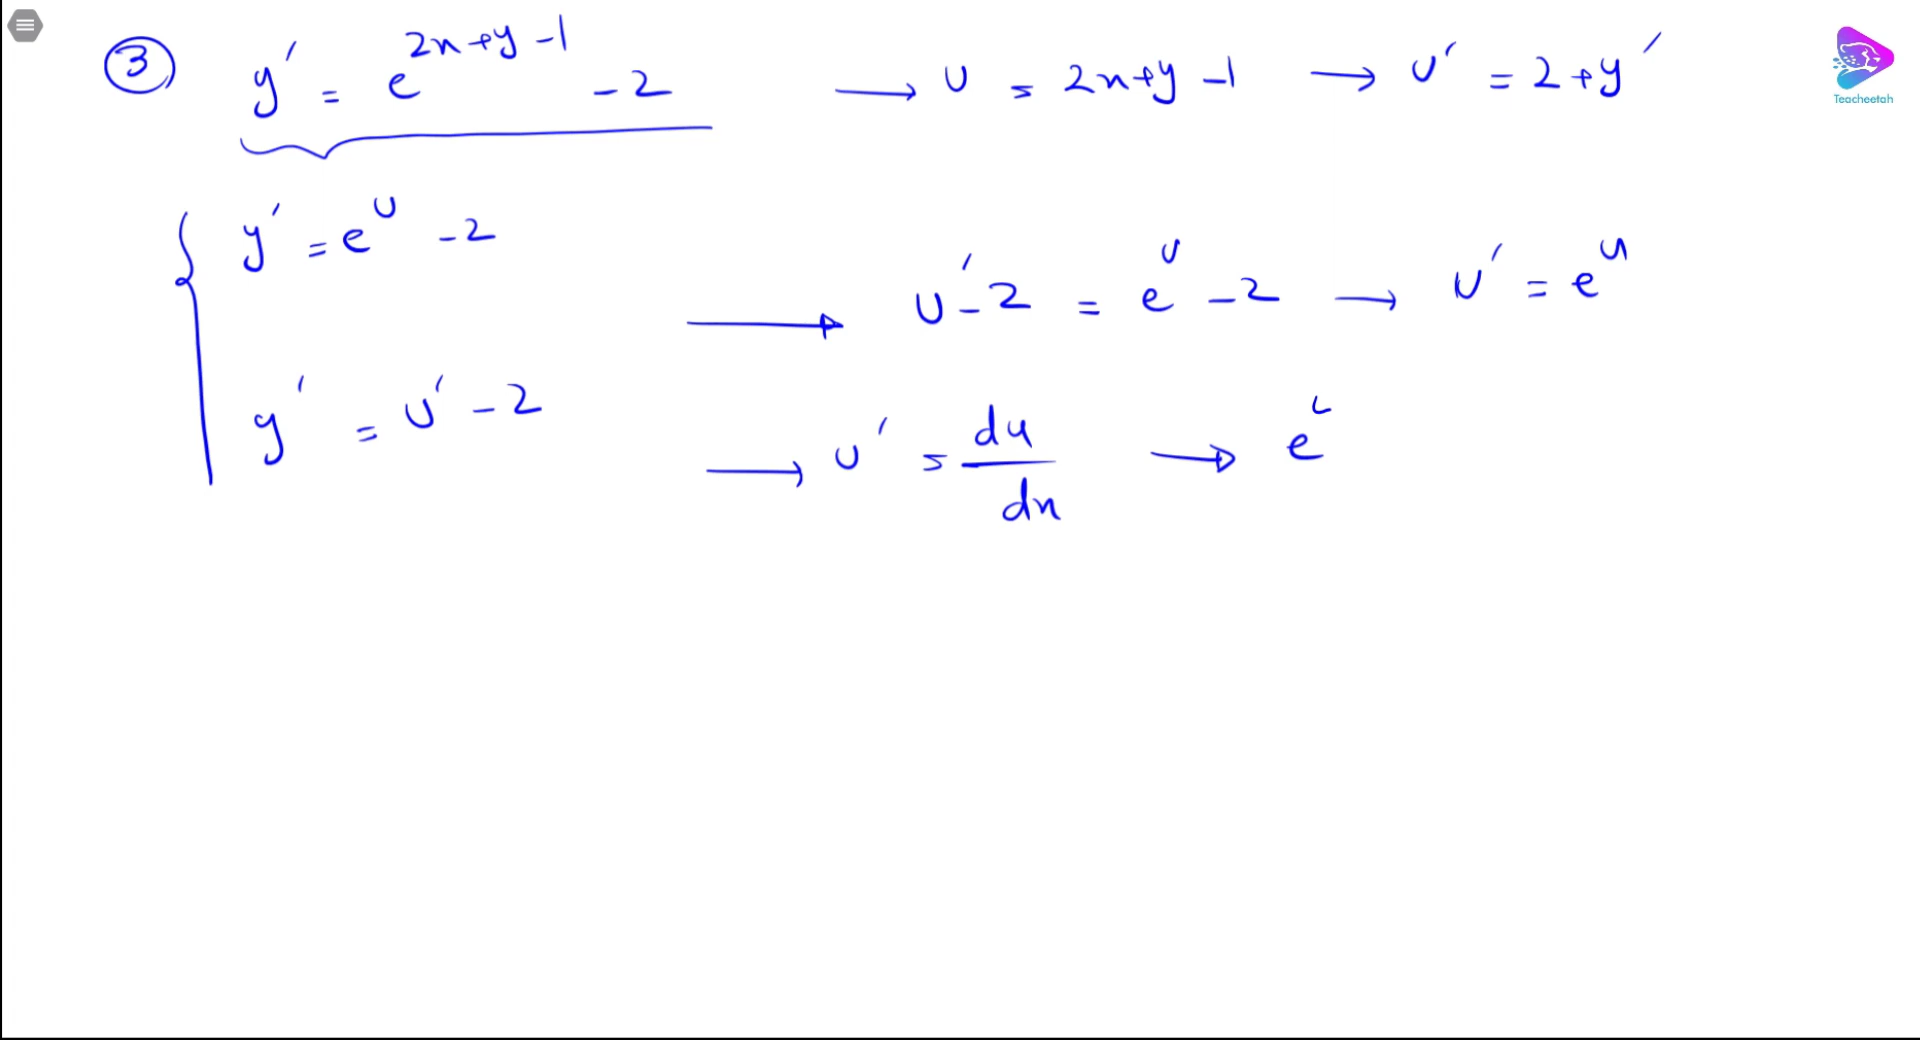 ③ y' = e^{2x+y-1} - 2 → u = 2x+y-1 → u' = 2+y'
Teacheetah
{ y' = e^u - 2
→ u' - 2 = e^u - 2 → u' = e^u
y' = u' - 2
→ u' = du/dx → e